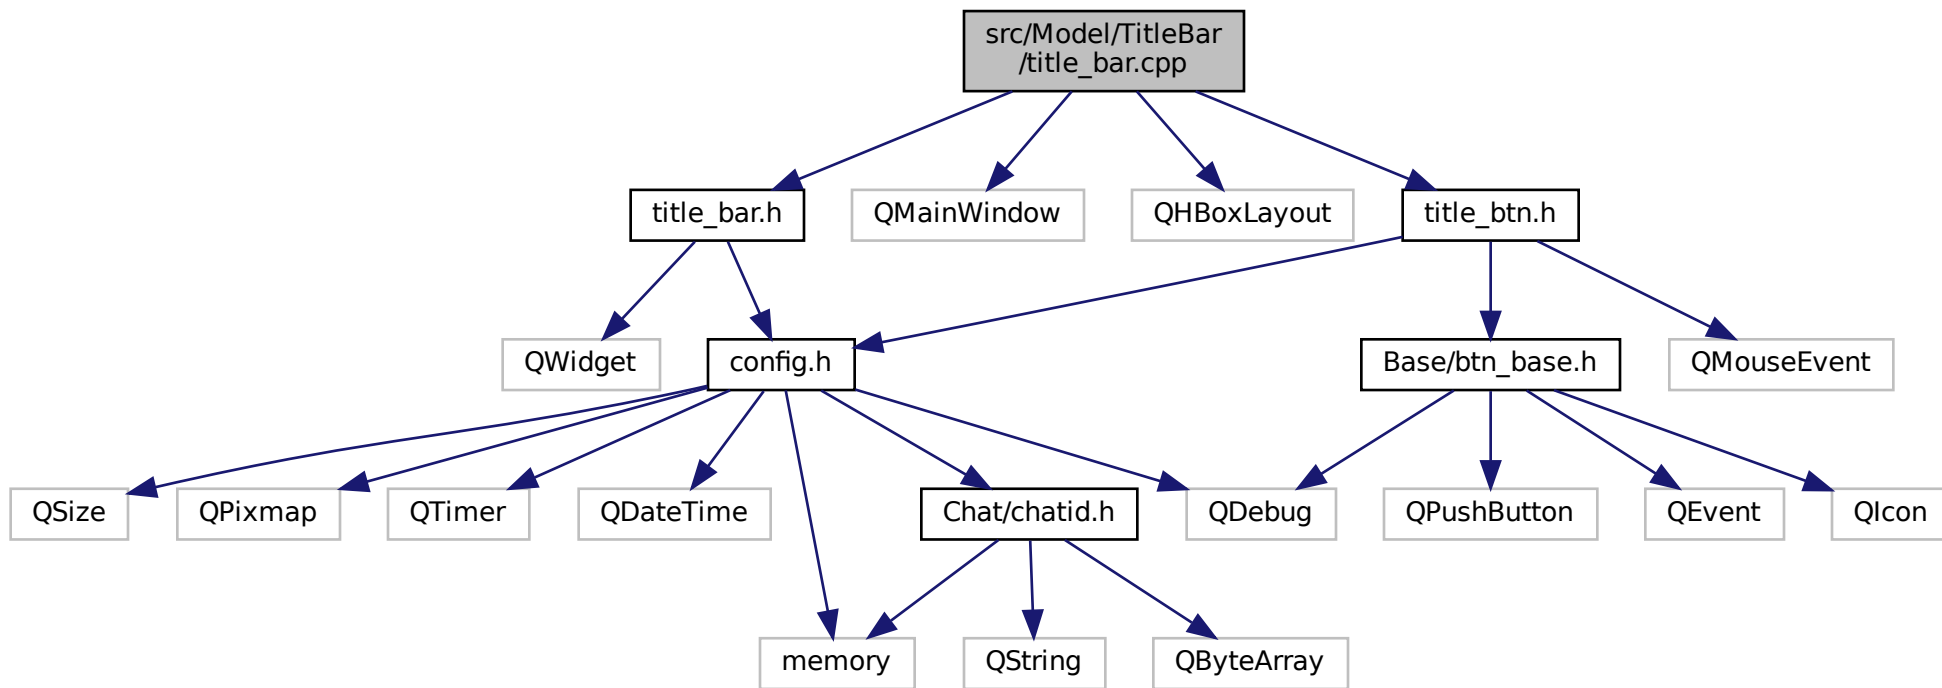 src/Model/TitleBar
/title_bar.cpp
title_bar.h
QMainWindow
QHBoxLayout
title_btn.h
QWidget
config.h
Base/btn_base.h
QMouseEvent
QSize
QPixmap
QTimer
QDateTime
Chat/chatid.h
QDebug
QPushButton
QEvent
QIcon
memory
QString
QByteArray